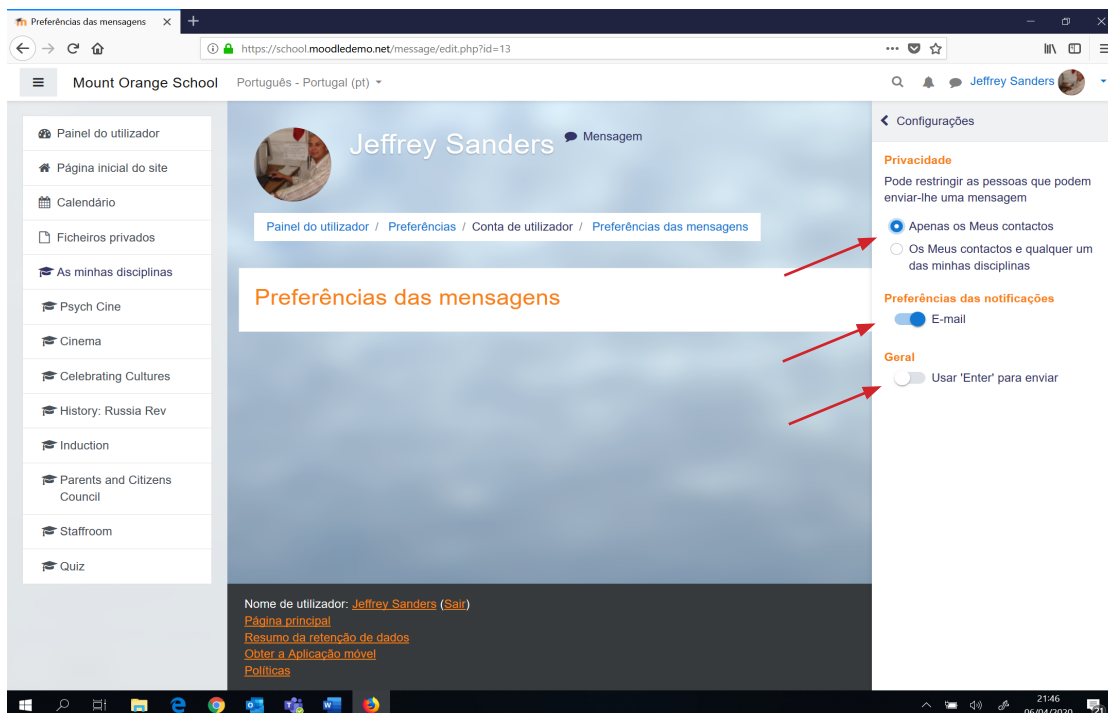 Preferências das mensagens
https://school.moodledemo.net/message/edit.php?id=13
Mount Orange School
Português - Portugal (pt)
Jeffrey Sanders
Painel do utilizador
Página inicial do site
Calendário
Ficheiros privados
As minhas disciplinas
Psych Cine
Cinema
Celebrating Cultures
History: Russia Rev
Induction
Parents and Citizens
Council
Staffroom
Quiz
Jeffrey Sanders
Mensagem
Painel do utilizador / Preferências / Conta de utilizador / Preferências das mensagens
Preferências das mensagens
Configurações
Privacidade
Pode restringir as pessoas que podem
enviar-lhe uma mensagem
Apenas os Meus contactos
Os Meus contactos e qualquer um
das minhas disciplinas
Preferências das notificações
E-mail
Geral
Usar 'Enter' para enviar
Nome de utilizador: Jeffrey Sanders (Sair)
Página principal
Resumo da retenção de dados
Obter a Aplicação móvel
Políticas
21:46
06/04/2020
21